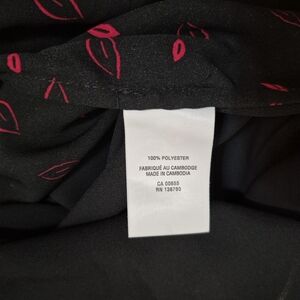 100% POLYESTER
FABRIQUÉ AU CAMBODGE
MADE IN CAMBODIA
CA 00855
RN 136780